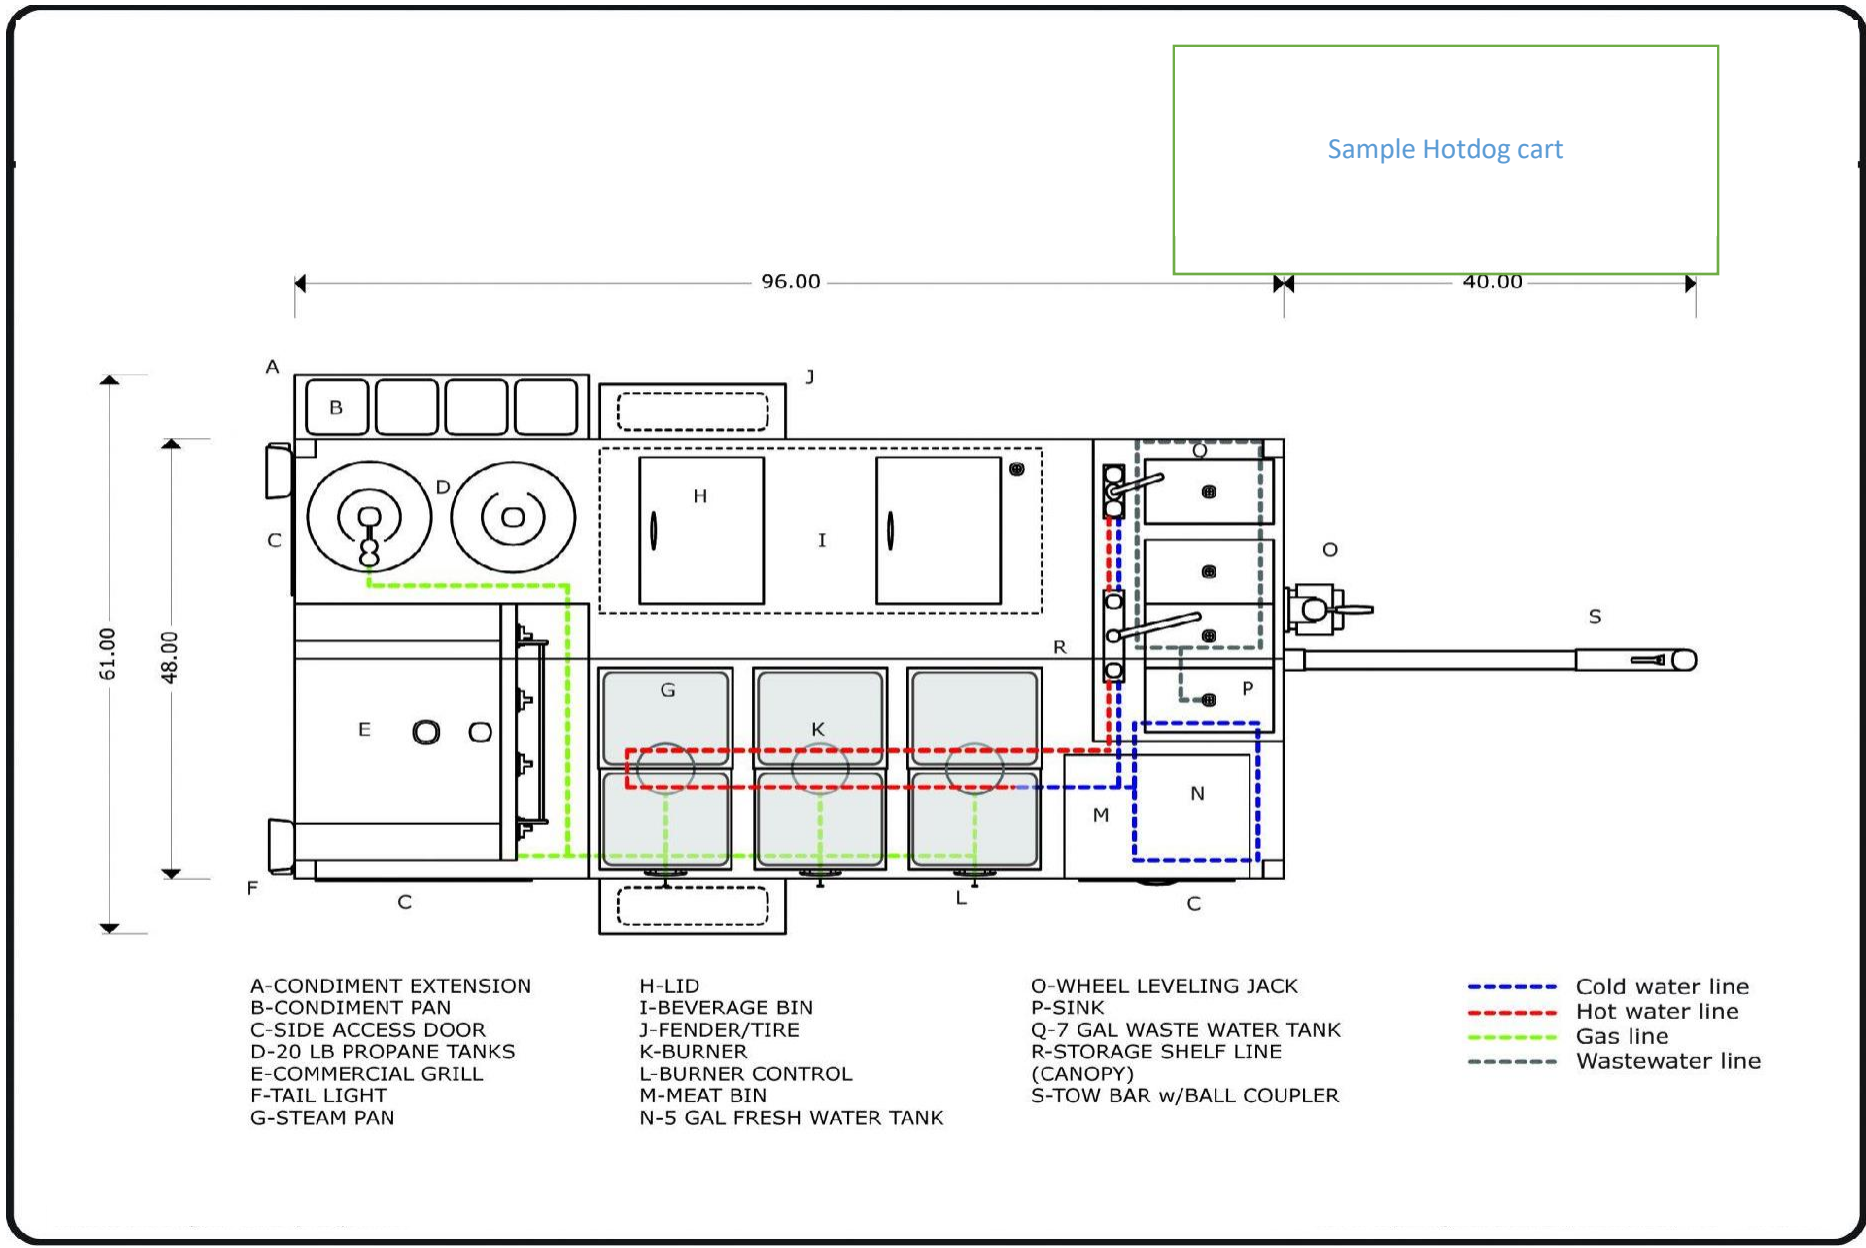 Sample Hotdog cart
96.00
40.00
A
J
B
Q
H
D
C
I
O
S
R
61.00
48.00
G
P
E
K
N
M
F
C
L
C
A-CONDIMENT EXTENSION
B-CONDIMENT PAN
C-SIDE ACCESS DOOR
D-20 LB PROPANE TANKS
E-COMMERCIAL GRILL
F-TAIL LIGHT
G-STEAM PAN
H-LID
I-BEVERAGE BIN
J-FENDER/TIRE
K-BURNER
L-BURNER CONTROL
M-MEAT BIN
N-5 GAL FRESH WATER TANK
O-WHEEL LEVELING JACK
P-SINK
Q-7 GAL WASTE WATER TANK
R-STORAGE SHELF LINE
(CANOPY)
S-TOW BAR w/BALL COUPLER
Cold water line
Hot water line
Gas line
Wastewater line